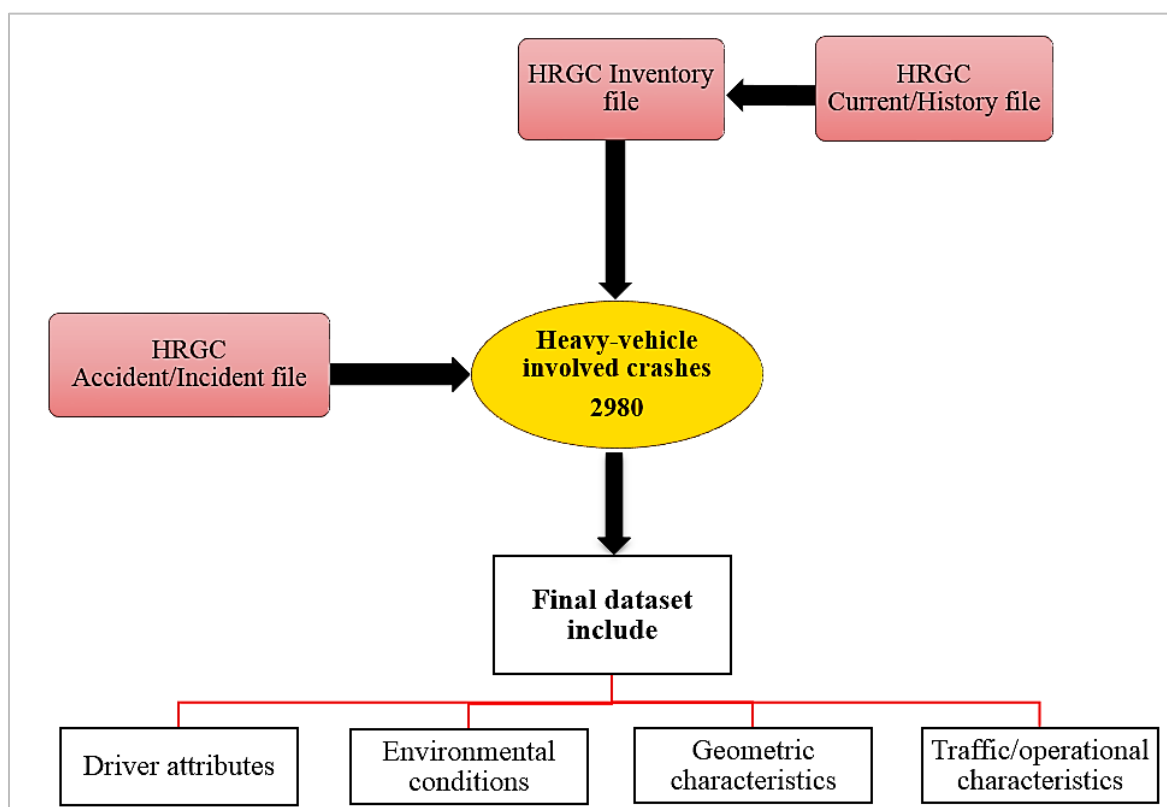 HRGC Inventory
file
HRGC
Current/History file
HRGC
Accident/Incident file
Heavy-vehicle
involved crashes
2980
Final dataset
include
Driver attributes
Environmental
conditions
Geometric
characteristics
Traffic/operational
characteristics